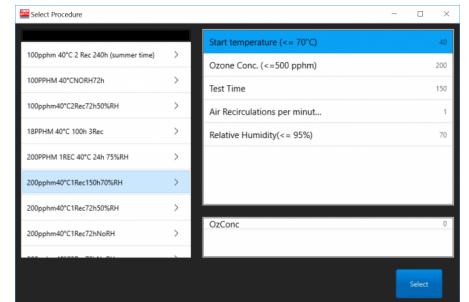 Select Procedure
100pphm 40°C 2 Rec 240h (summer time)
100PPHM 40°CNORH72h
100pphm40°C2Rec72h50%RH
18PPHM 40°C 100h 3Rec
200PPHM 1REC 40°C 24h 75%RH
200pphm40°C1Rec150h70%RH
200pphm40°C1Rec72h50%RH
200pphm40°C1Rec72hNoRH
Start temperature (<= 70°C) 40
Ozone Conc. (<=500 pphm) 200
Test Time 150
Air Recirculations per minut... 1
Relative Humidity(<= 95%) 70
OzConc 0
Select